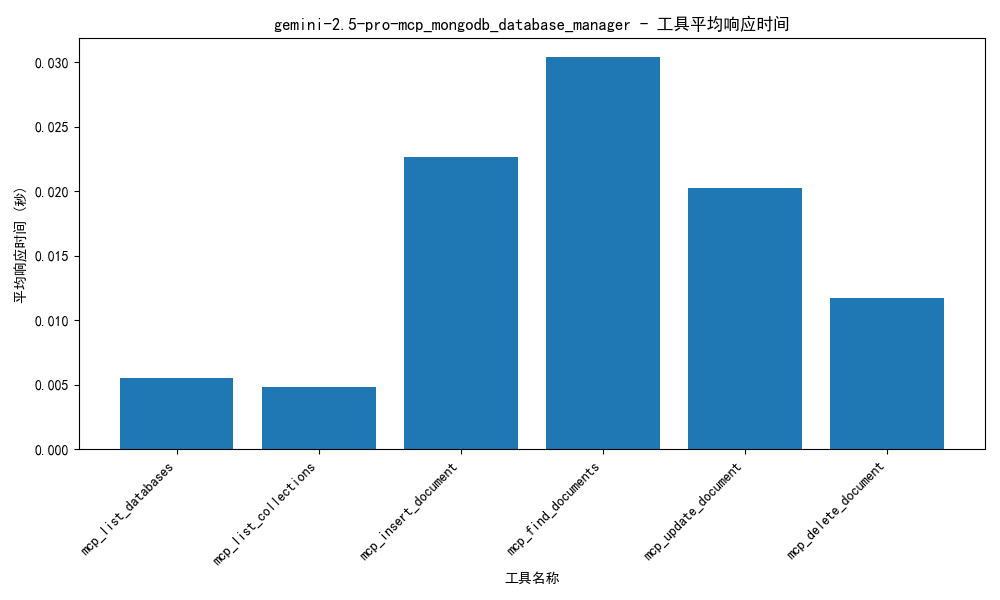 gemini-2.5-pro-mcp_mongodb_database_manager - 工具平均响应时间
平均响应时间 (秒)
0.030
0.025
0.020
0.015
0.010
0.005
0.000
mcp_list_databases
mcp_list_collections
mcp_insert_document
mcp_find_documents
mcp_update_document
mcp_delete_document
工具名称